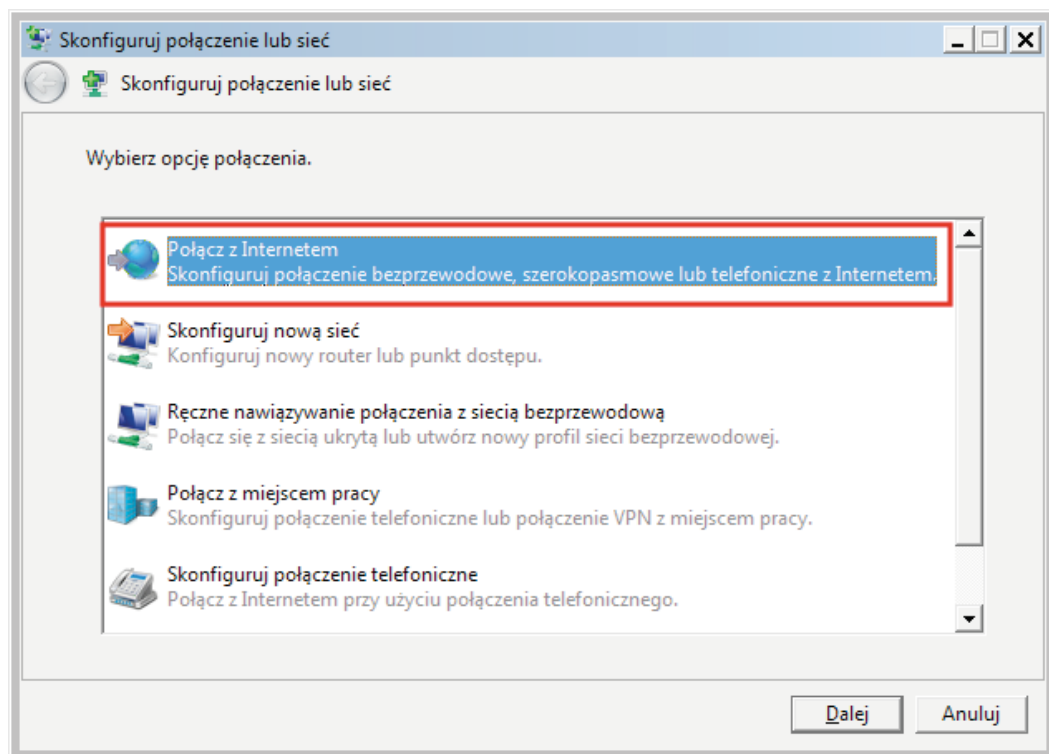 Skonfiguruj połączenie lub sieć
Skonfiguruj połączenie lub sieć
Wybierz opcję połączenia.
Połącz z Internetem
Skonfiguruj połączenie bezprzewodowe, szerokopasmowe lub telefoniczne z Internetem.
Skonfiguruj nową sieć
Konfiguruj nowy router lub punkt dostępu.
Ręczne nawiązywanie połączenia z siecią bezprzewodową
Połącz się z siecią ukrytą lub utwórz nowy profil sieci bezprzewodowej.
Połącz z miejscem pracy
Skonfiguruj połączenie telefoniczne lub połączenie VPN z miejscem pracy.
Skonfiguruj połączenie telefoniczne
Połącz z Internetem przy użyciu połączenia telefonicznego.
Dalej Anuluj